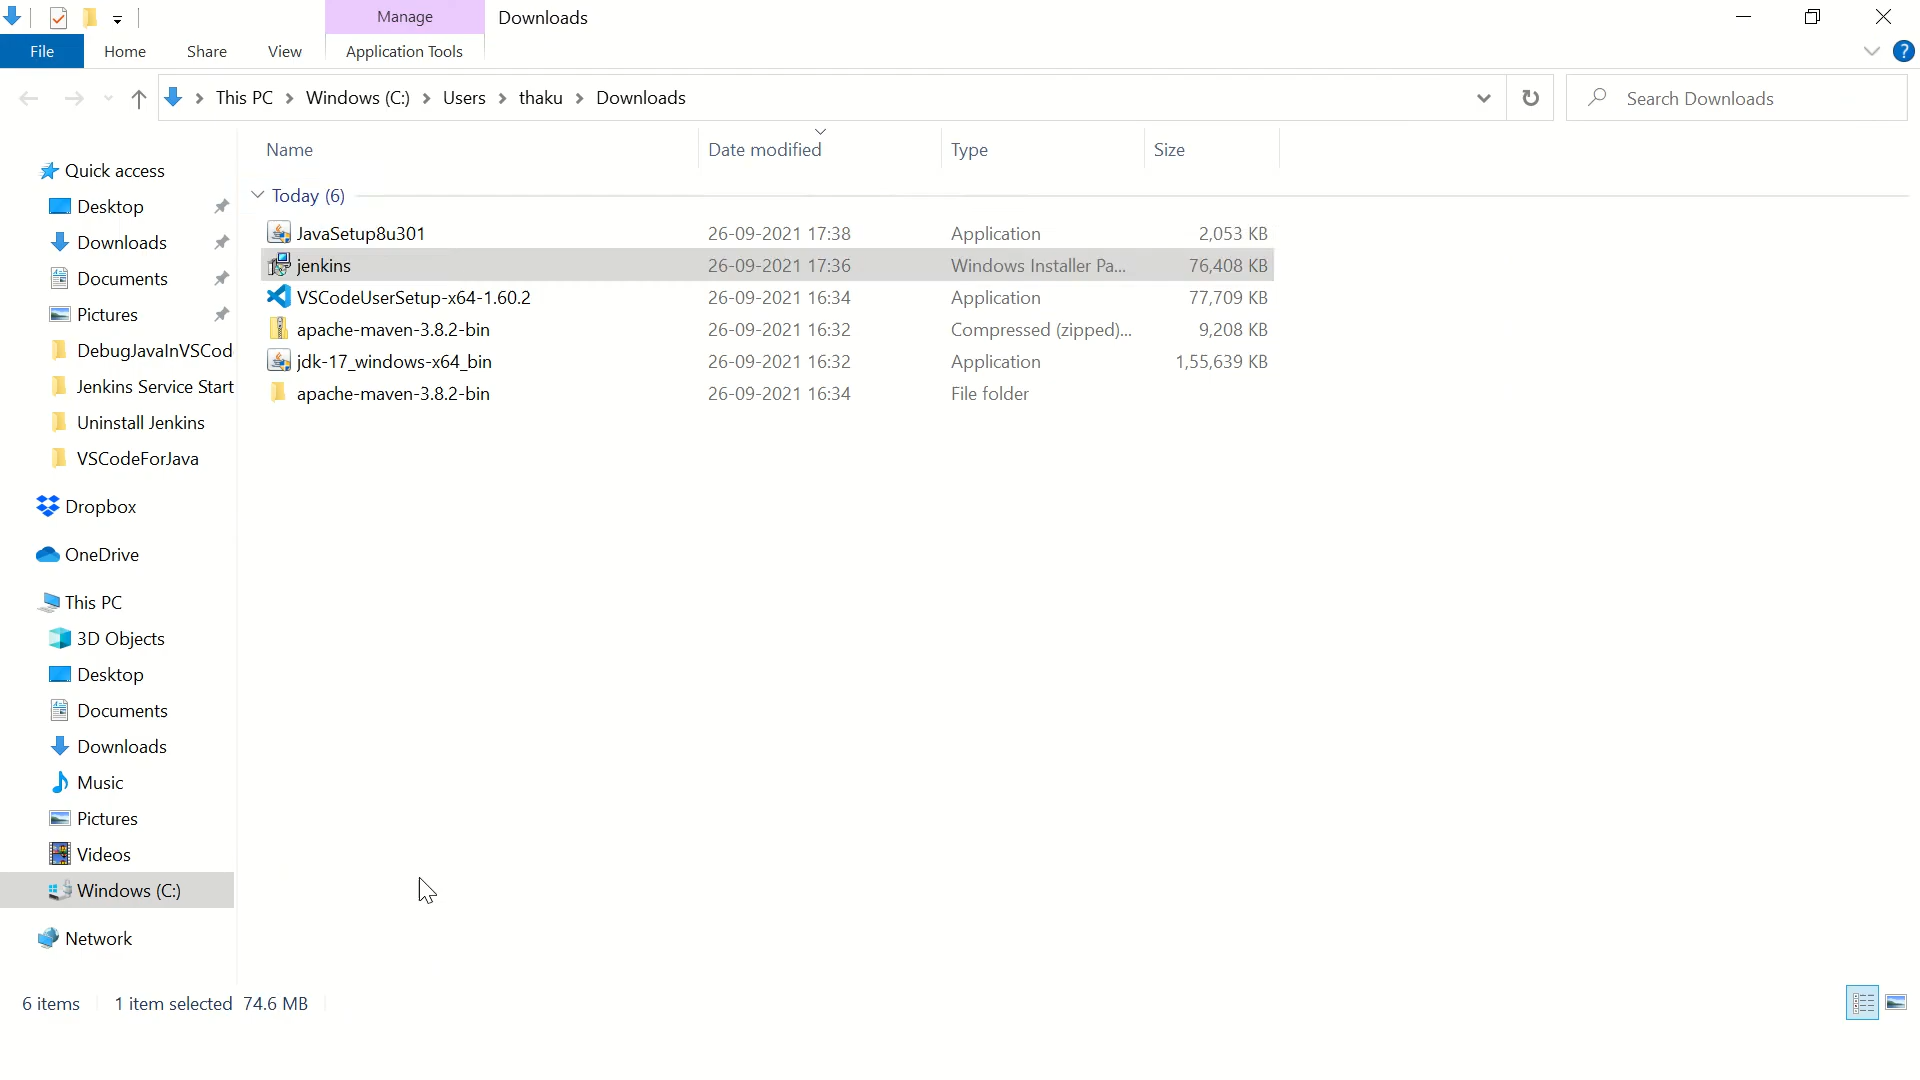 Manage
Downloads
File
Home
Share
View
Application Tools
?
This PC > Windows (C:) > Users > thaku > Downloads
Search Downloads
Name
Date modified
Type
Size
Quick access
Desktop
Downloads
Documents
Pictures
DebugJavaInVSCod
Jenkins Service Start
Uninstall Jenkins
VSCodeForJava
Dropbox
OneDrive
This PC
3D Objects
Desktop
Documents
Downloads
Music
Pictures
Videos
Windows (C:)
Network
Today (6)
JavaSetup8u301 26-09-2021 17:38 Application 2,053 KB
jenkins 26-09-2021 17:36 Windows Installer Pa... 76,408 KB
VSCodeUserSetup-x64-1.60.2 26-09-2021 16:34 Application 77,709 KB
apache-maven-3.8.2-bin 26-09-2021 16:32 Compressed (zipped)... 9,208 KB
jdk-17_windows-x64_bin 26-09-2021 16:32 Application 1,55,639 KB
apache-maven-3.8.2-bin 26-09-2021 16:34 File folder
6 items 1 item selected 74.6 MB